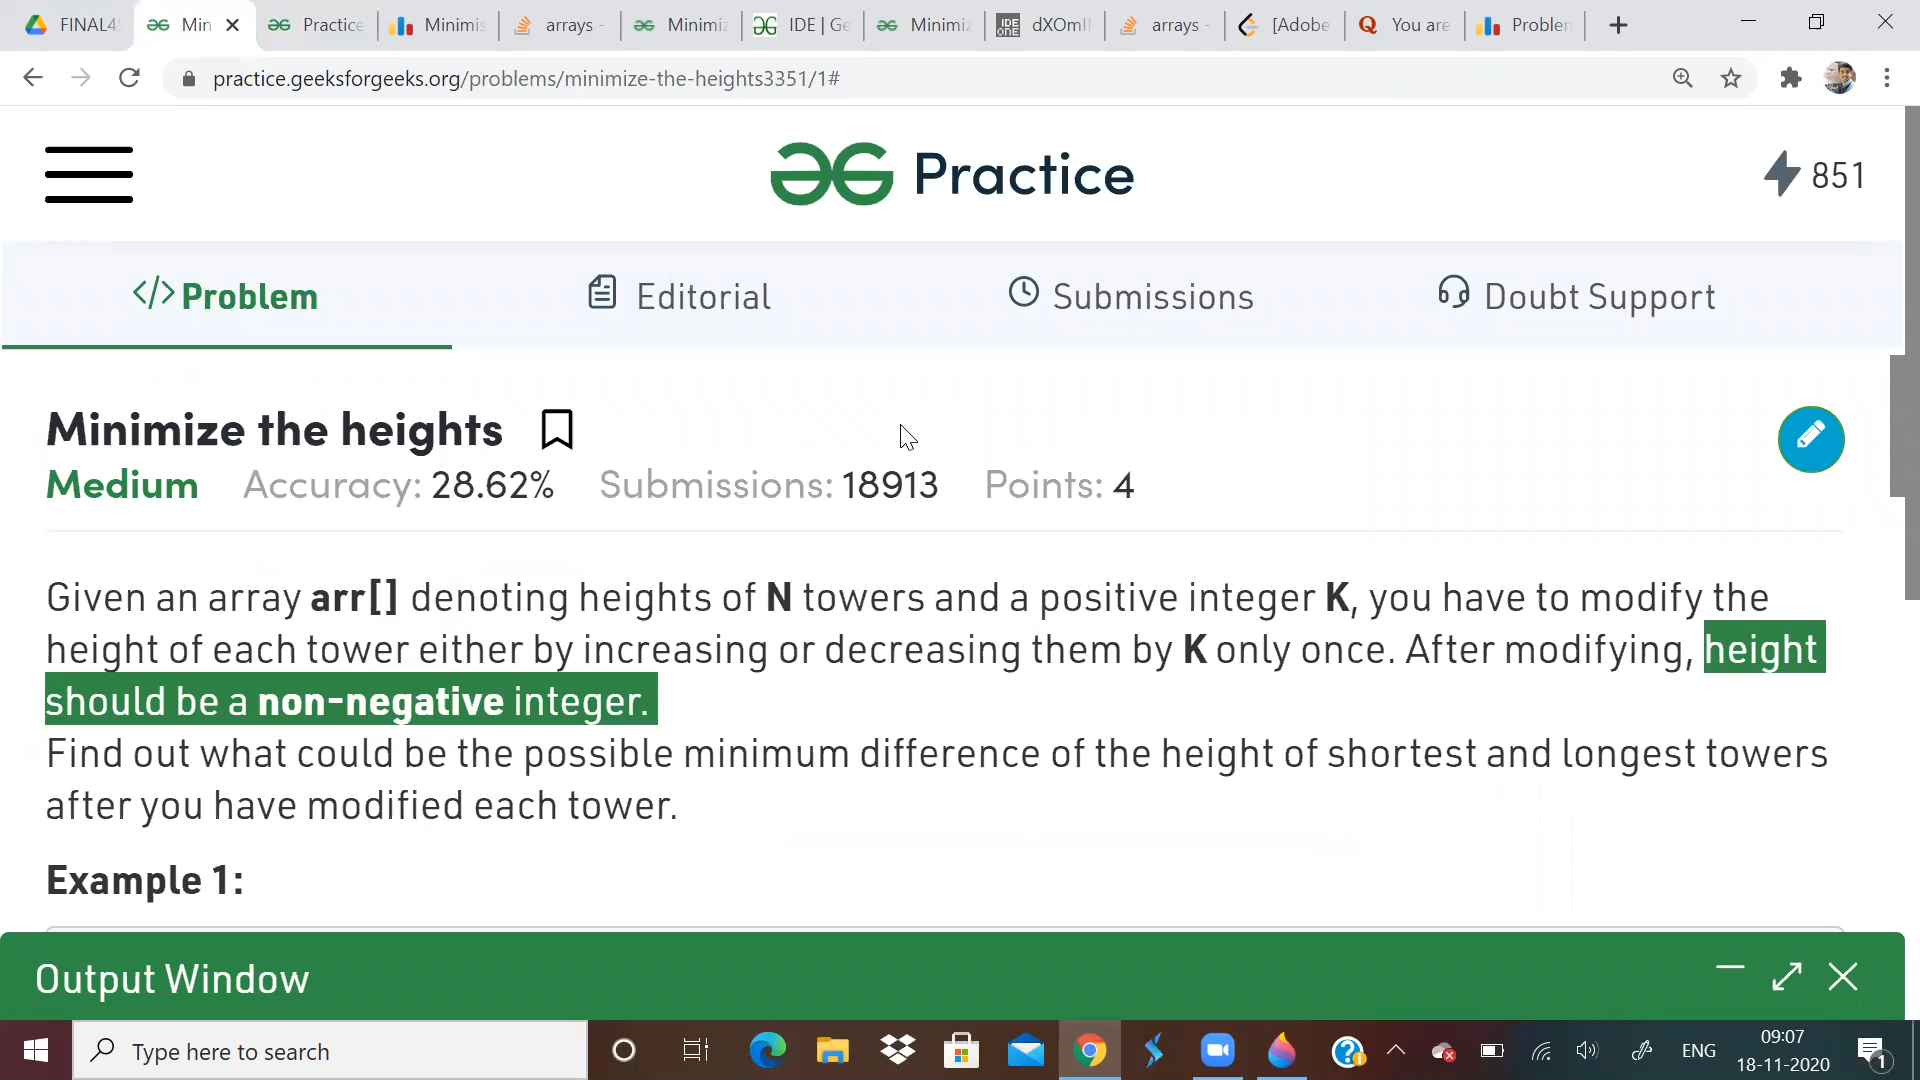 FINAL4
Min
Practice
Minimis
arrays -
Minimiz
IDE | Ge
Minimiz
dXOmI
arrays -
[Adobe
You are
Problen
practice.geeksforgeeks.org/problems/minimize-the-heights3351/1#
Practice
851
</> Problem
Editorial
Submissions
Doubt Support
Minimize the heights
Medium Accuracy: 28.62% Submissions: 18913 Points: 4
Given an array arr[] denoting heights of N towers and a positive integer K, you have to modify the
height of each tower either by increasing or decreasing them by K only once. After modifying, height
should be a non-negative integer.
Find out what could be the possible minimum difference of the height of shortest and longest towers
after you have modified each tower.
Example 1:
Output Window
Type here to search
ENG
09:07
18-11-2020
1